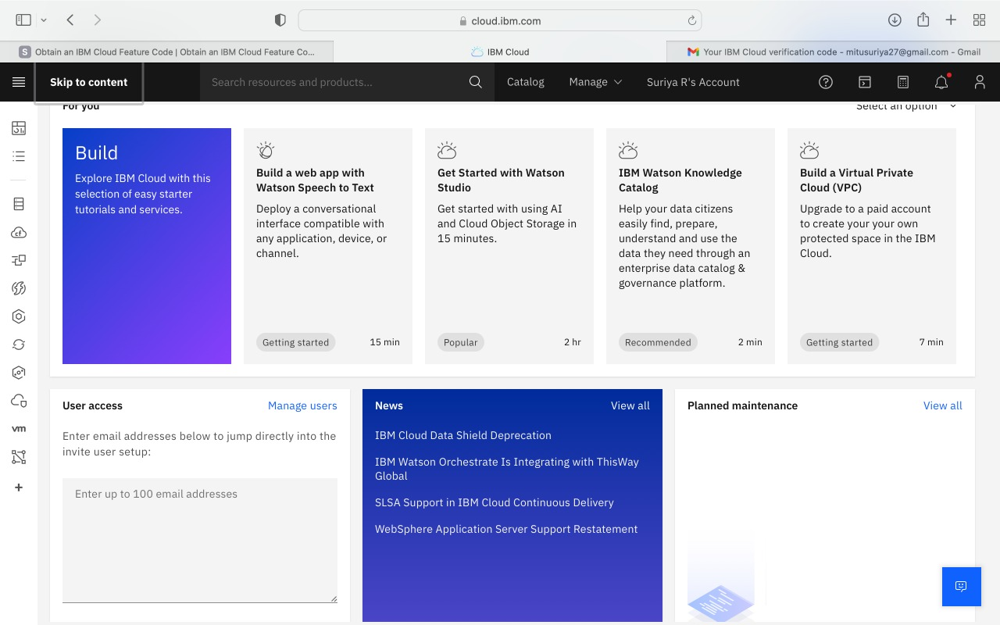 cloud.ibm.com
S Obtain an IBM Cloud Feature Code | Obtain an IBM Cloud Feature Co...
IBM Cloud
Your IBM Cloud verification code - mitusuriya27@gmail.com - Gmail
Skip to content
Search resources and products...
Catalog
Manage
Suriya R's Account
For you
Select an option
Build
Explore IBM Cloud with this
selection of easy starter
tutorials and services.
Build a web app with
Watson Speech to Text
Deploy a conversational
interface compatible with
any application, device, or
channel.
Getting started
15 min
Get Started with Watson
Studio
Get started with using AI
and Cloud Object Storage in
15 minutes.
Popular
2 hr
IBM Watson Knowledge
Catalog
Help your data citizens
easily find, prepare,
understand and use the
data they need through an
enterprise data catalog &
governance platform.
Recommended
2 min
Build a Virtual Private
Cloud (VPC)
Upgrade to a paid account
to create your your own
protected space in the IBM
Cloud.
Getting started
7 min
cf
vm
User access
Manage users
Enter email addresses below to jump directly into the
invite user setup:
Enter up to 100 email addresses
News
View all
IBM Cloud Data Shield Deprecation
IBM Watson Orchestrate Is Integrating with ThisWay
Global
SLSA Support in IBM Cloud Continuous Delivery
WebSphere Application Server Support Restatement
Planned maintenance
View all